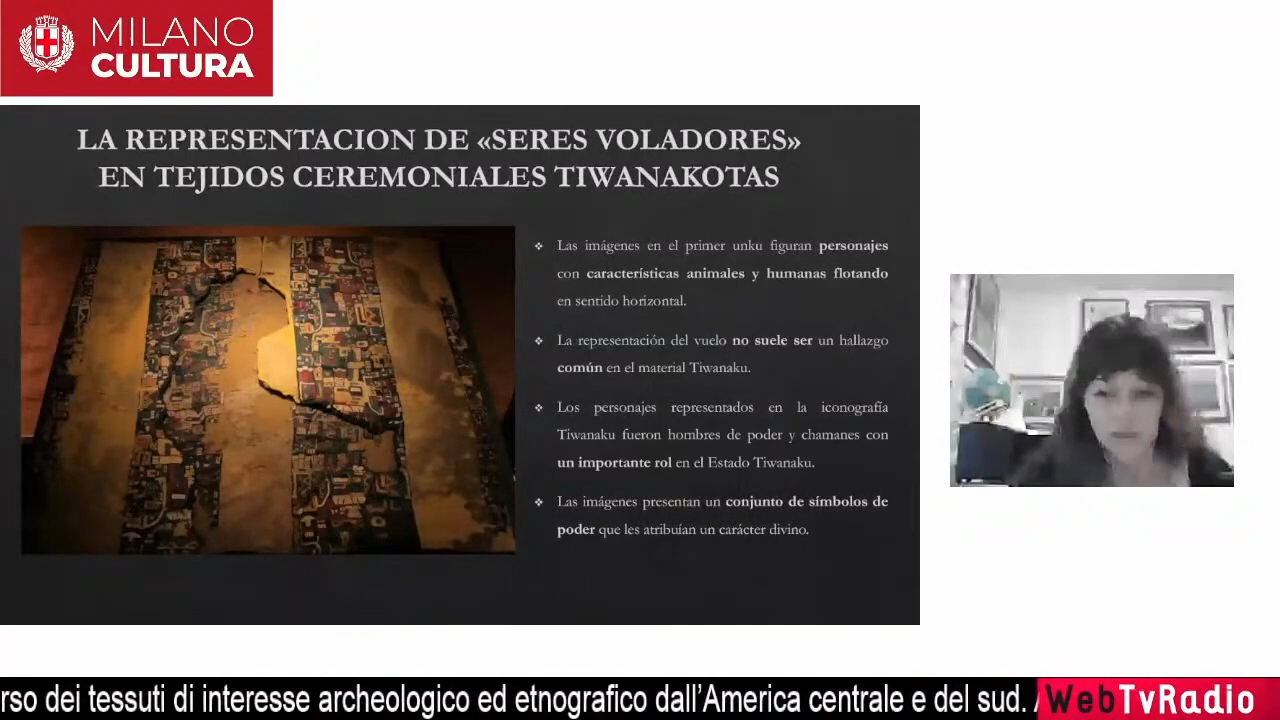 MILANO
CULTURA
LA REPRESENTACION DE «SERES VOLADORES»
EN TEJIDOS CEREMONIALES TIWANAKOTAS
❖ Las imágenes en el primer unku figuran personajes
con características animales y humanas flotando
en sentido horizontal.
❖ La representación del vuelo no suele ser un hallazgo
común en el material Tiwanaku.
❖ Los personajes representados en la iconografía
Tiwanaku fueron hombres de poder y chamanes con
un importante rol en el Estado Tiwanaku.
❖ Las imágenes presentan un conjunto de símbolos de
poder que les atribuían un carácter divino.
rso dei tessuti di interesse archeologico ed etnografico dall'America centrale e del sud.
WebTvRadio